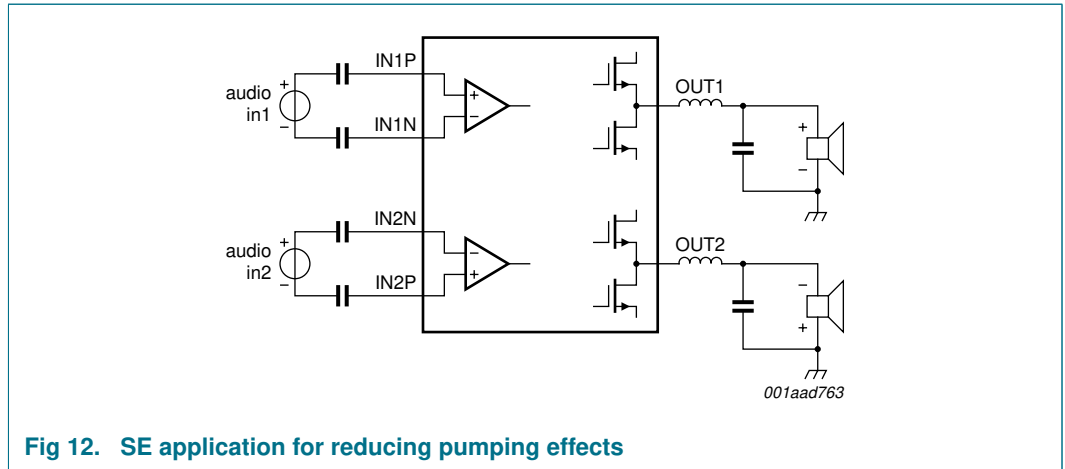 IN1P
OUT1
audio
in1
+
−
IN1N
+
−
+
−
IN2N
OUT2
audio
in2
+
−
IN2P
−
+
−
+
001aad763
Fig 12. SE application for reducing pumping effects